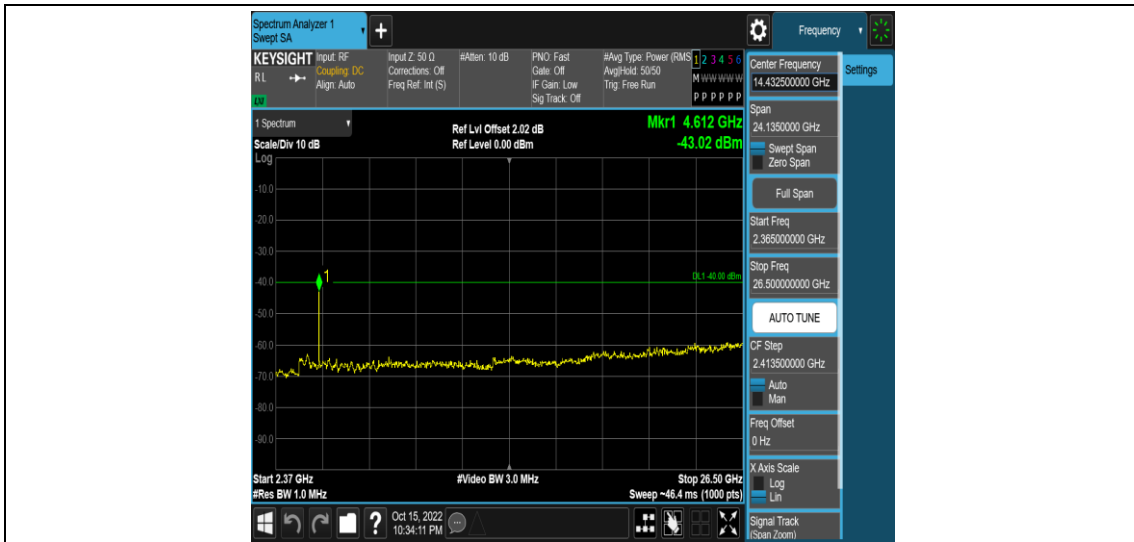 Spectrum Analyzer 1
Swept SA
+
Frequency
KEYSIGHT
RL
LXI
Input: RF
Coupling: DC
Align: Auto
Input Z: 50 Ω
Corrections: Off
Freq Ref: Int (S)
#Atten: 10 dB
PNO: Fast
Gate: Off
IF Gain: Low
Sig Track: Off
#Avg Type: Power (RMS
Avg|Hold: 50/50
Trig: Free Run
1 2 3 4 5 6
M W W W W W
P P P P P P
Center Frequency
14.432500000 GHz
Settings
Span
24.1350000 GHz
Swept Span
Zero Span
Full Span
Start Freq
2.365000000 GHz
Stop Freq
26.500000000 GHz
AUTO TUNE
CF Step
2.413500000 GHz
Auto
Man
Freq Offset
0 Hz
X Axis Scale
Log
Lin
Signal Track
(Span Zoom)
1 Spectrum
Scale/Div 10 dB
Log
Ref Lvl Offset 2.02 dB
Ref Level 0.00 dBm
Mkr1 4.612 GHz
-43.02 dBm
-10.0
-20.0
-30.0
-40.0
-50.0
-60.0
-70.0
-80.0
-90.0
1
DL1 -40.00 dBm
Start 2.37 GHz
#Res BW 1.0 MHz
#Video BW 3.0 MHz
Stop 26.50 GHz
Sweep ~46.4 ms (1000 pts)
?
Oct 15, 2022
10:34:11 PM